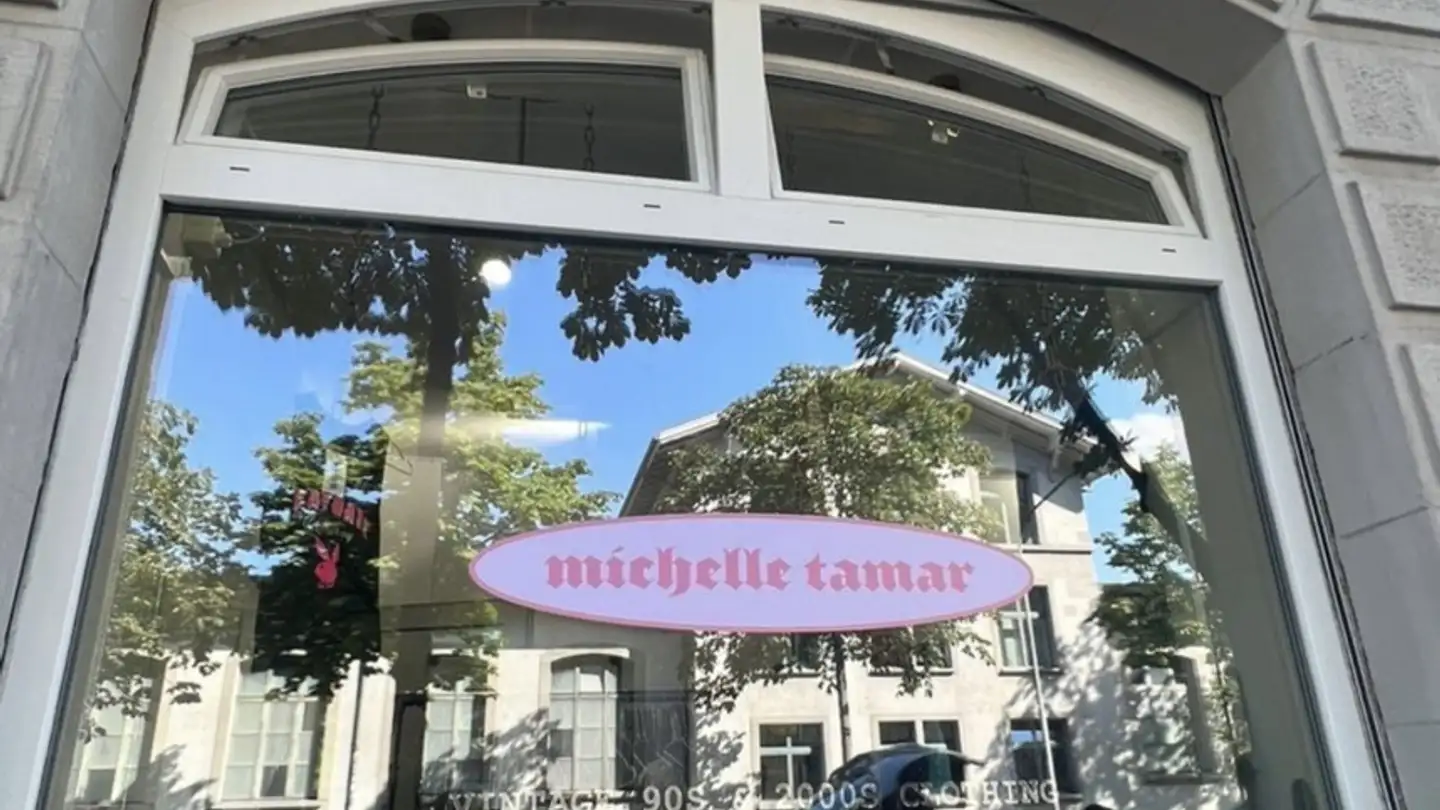 michelle tamar
VINTAGE 90S & 2000S CLOTHING